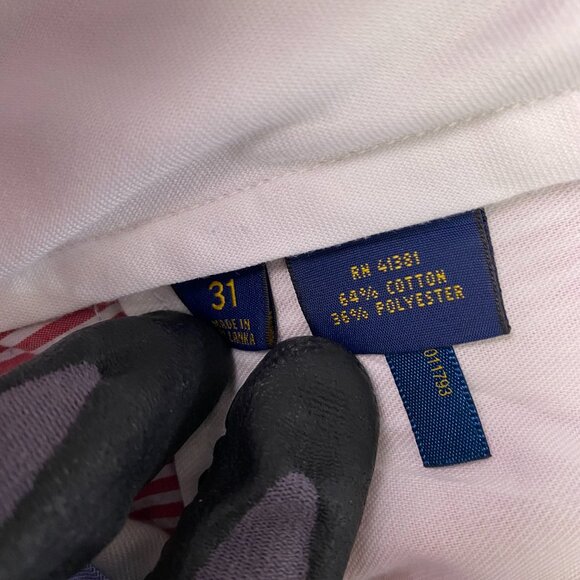 31
MADE IN
LANKA
RN 41381
64% COTTON
36% POLYESTER
011793